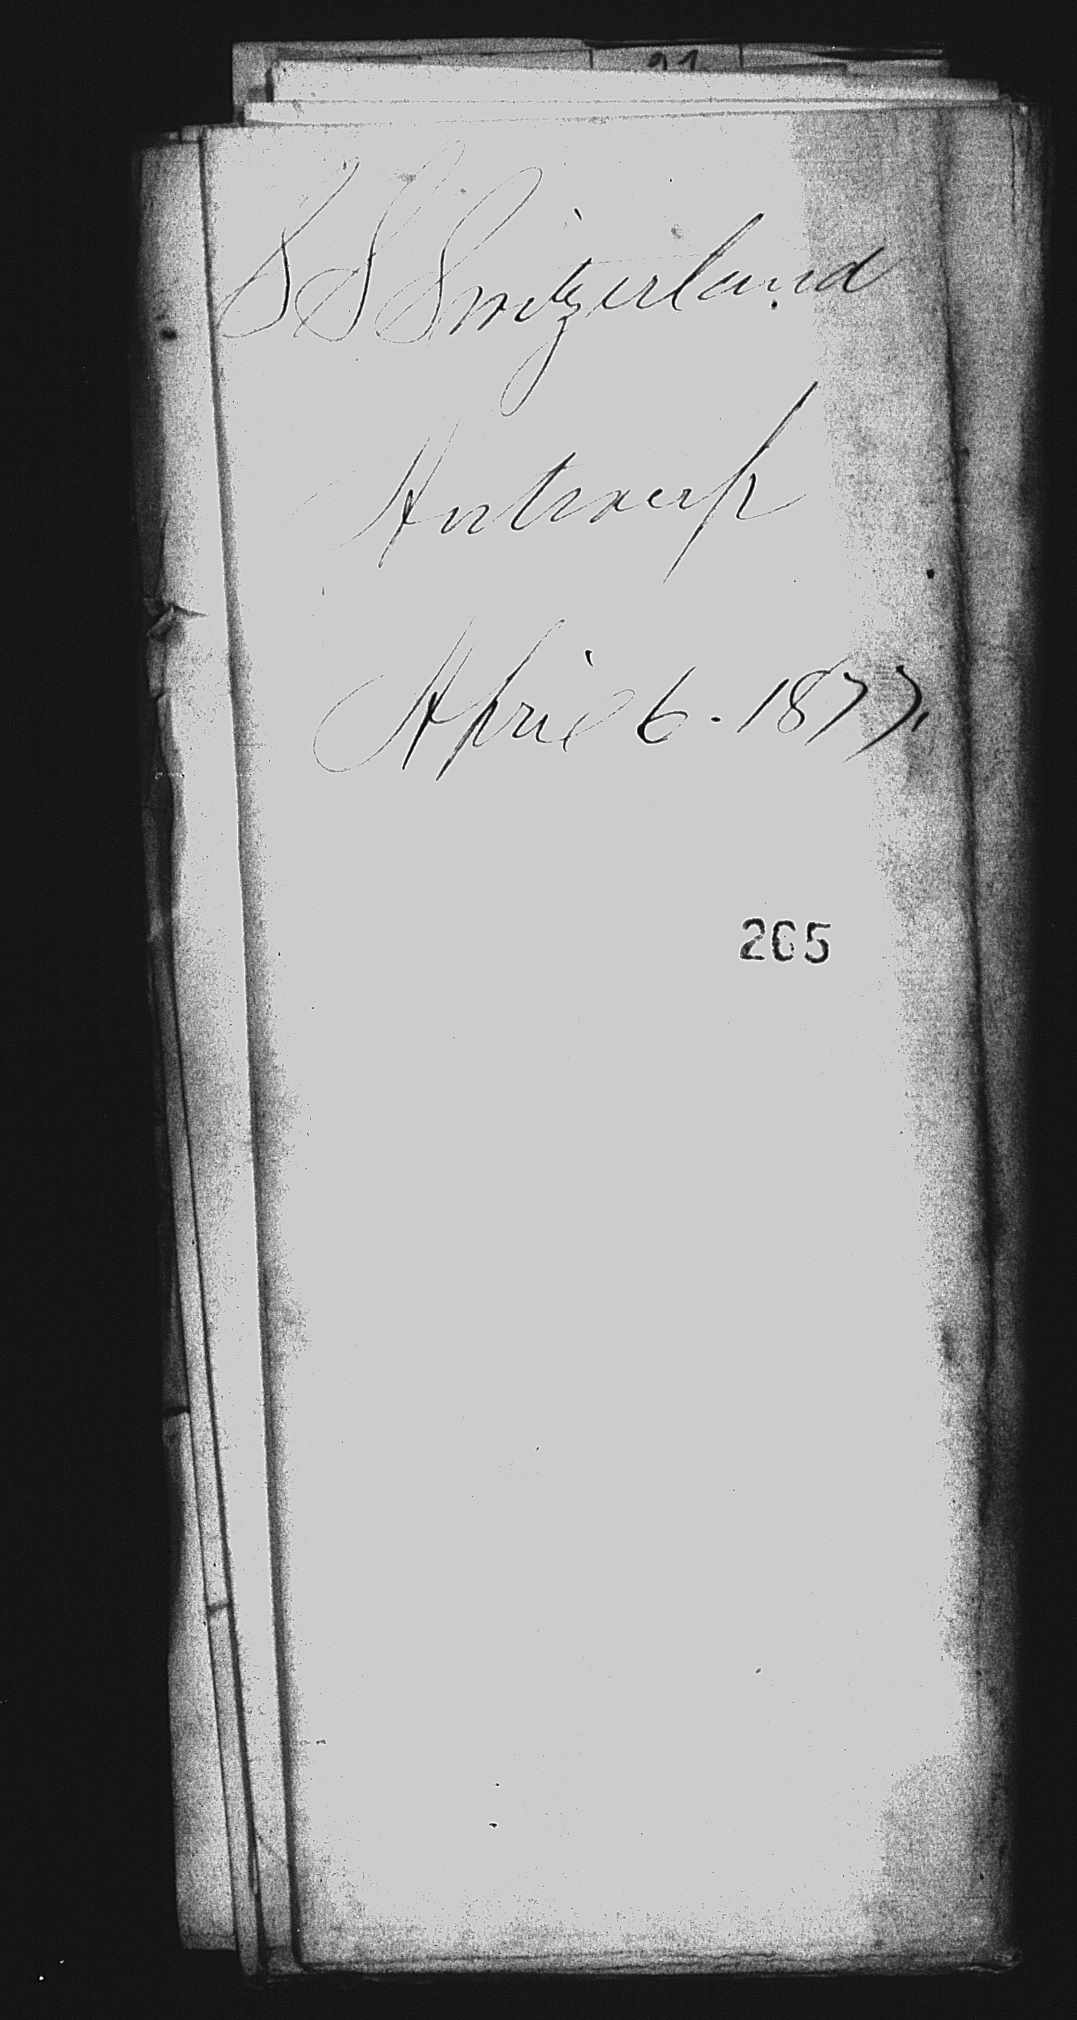 S S Switzerland
Antwerp
April 6. 1877.
265